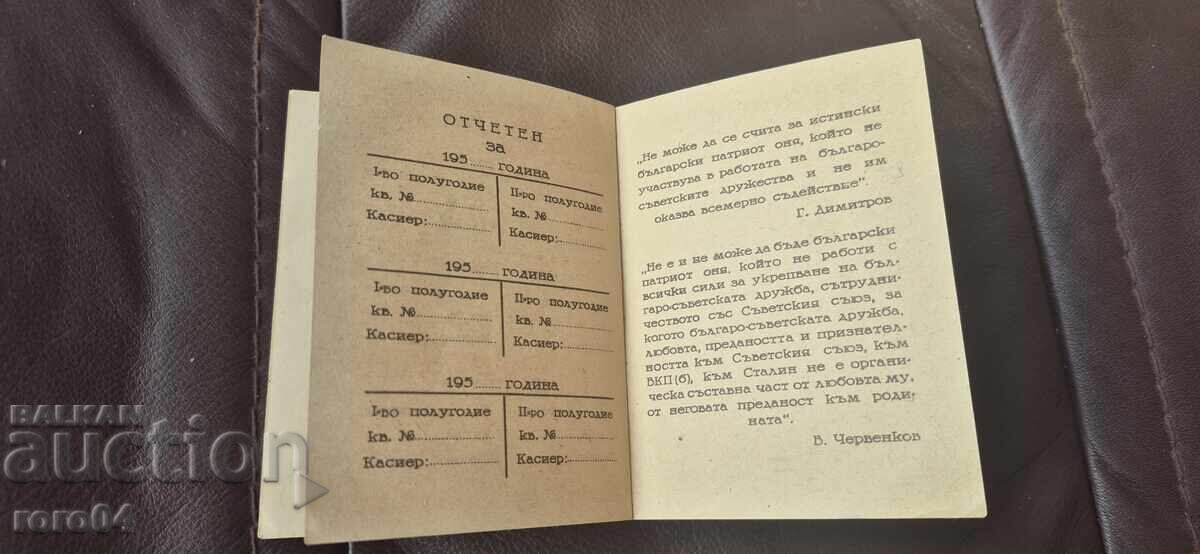 ОТЧЕТЕН
за
195....... година
I-во полугодие
кв. №
Касиер:
II-ро полугодие
кв. №
Касиер:
195....... година
I-во полугодие
кв. №
Касиер:
II-ро полугодие
кв. №
Касиер:
195....... година
I-во полугодие
кв. №
Касиер:
II-ро полугодие
кв. №
Касиер:
„Не може да се счита за истински
български патриот оня, който не
участвува в работата на българо-
съветските дружества и не им
оказва всемерно съдействие".
Г. Димитров
„Не е и не може да бъде български
патриот оня, който не работи с
всички сили за укрепване на бъл-
гаро-съветската дружба, сътрудни-
чеството със Съветския съюз, за
когото българо-съветската дружба,
любовта, предаността и признател-
ността към Съветския съюз, към
ВКП(б), към Сталин не е органи-
ческа съставна част от любовта му,
от неговата преданост към роди-
ната".
В. Червенков
BALKAN
auction
roro04